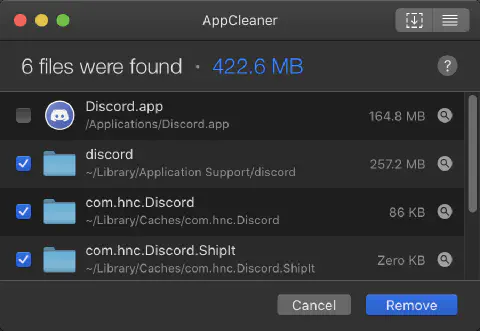 AppCleaner
6 files were found · 422.6 MB
?
Discord.app
/Applications/Discord.app
164.8 MB
discord
~/Library/Application Support/discord
257.2 MB
com.hnc.Discord
~/Library/Caches/com.hnc.Discord
86 KB
com.hnc.Discord.ShipIt
~/Library/Caches/com.hnc.Discord.ShipIt
Zero KB
Cancel
Remove